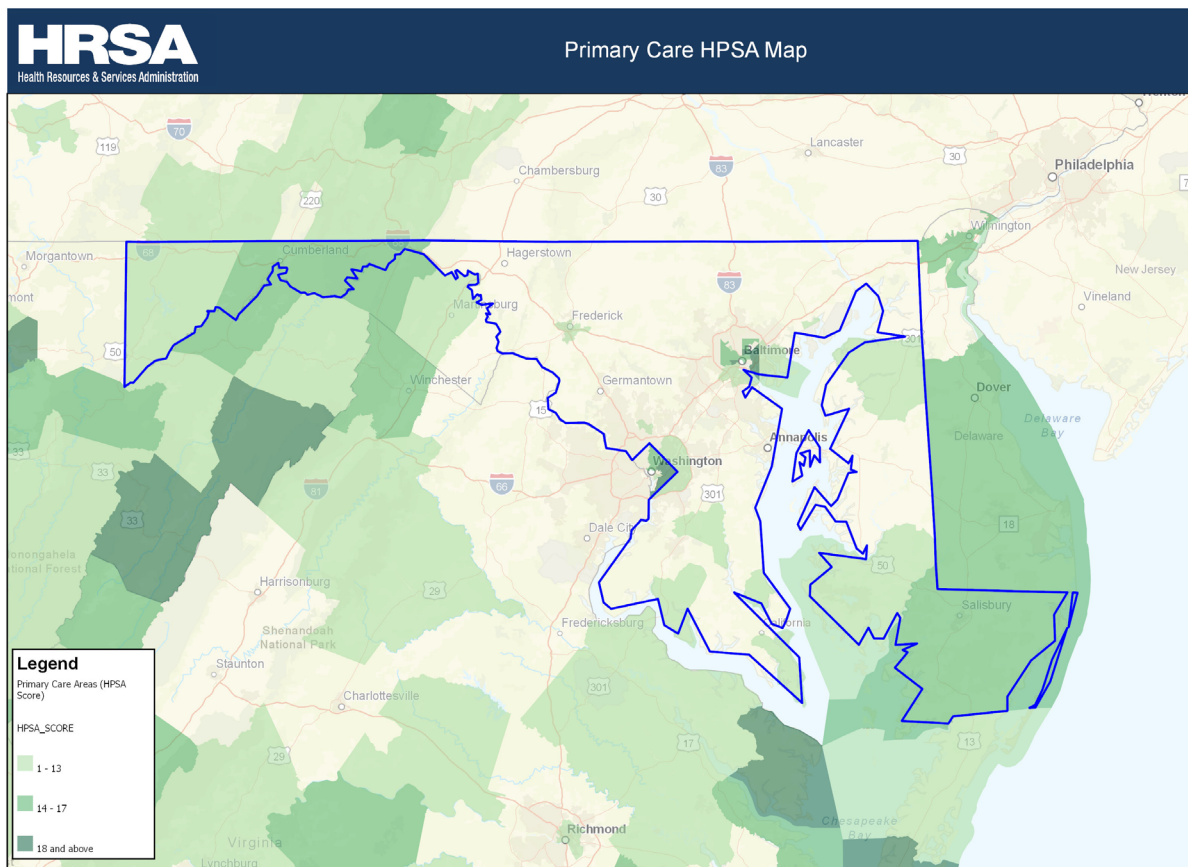 HRSA
Health Resources & Services Administration
Primary Care HPSA Map
70
119
Lancaster
Chambersburg
83
30
Philadelphia
30
220
Wilmington
68
Cumberland
Hagerstown
Morgantown
New Jersey
83
Vineland
Frederick
301
50
Baltimore
Winchester
Germantown
Dover
15
Delaware
Bay
Annapolis
Delaware
33
33
Washington
66
81
301
33
18
Dale City
50
Harrisonburg
29
Salisbury
Fredericksburg
California
Shenandoah
National Park
Staunton
301
Charlottesville
17
13
29
Chesapeake
Bay
Richmond
Virginia
Lynchburg
Legend
Primary Care Areas (HPSA
Score)
HPSA_SCORE
1 - 13
14 - 17
18 and above